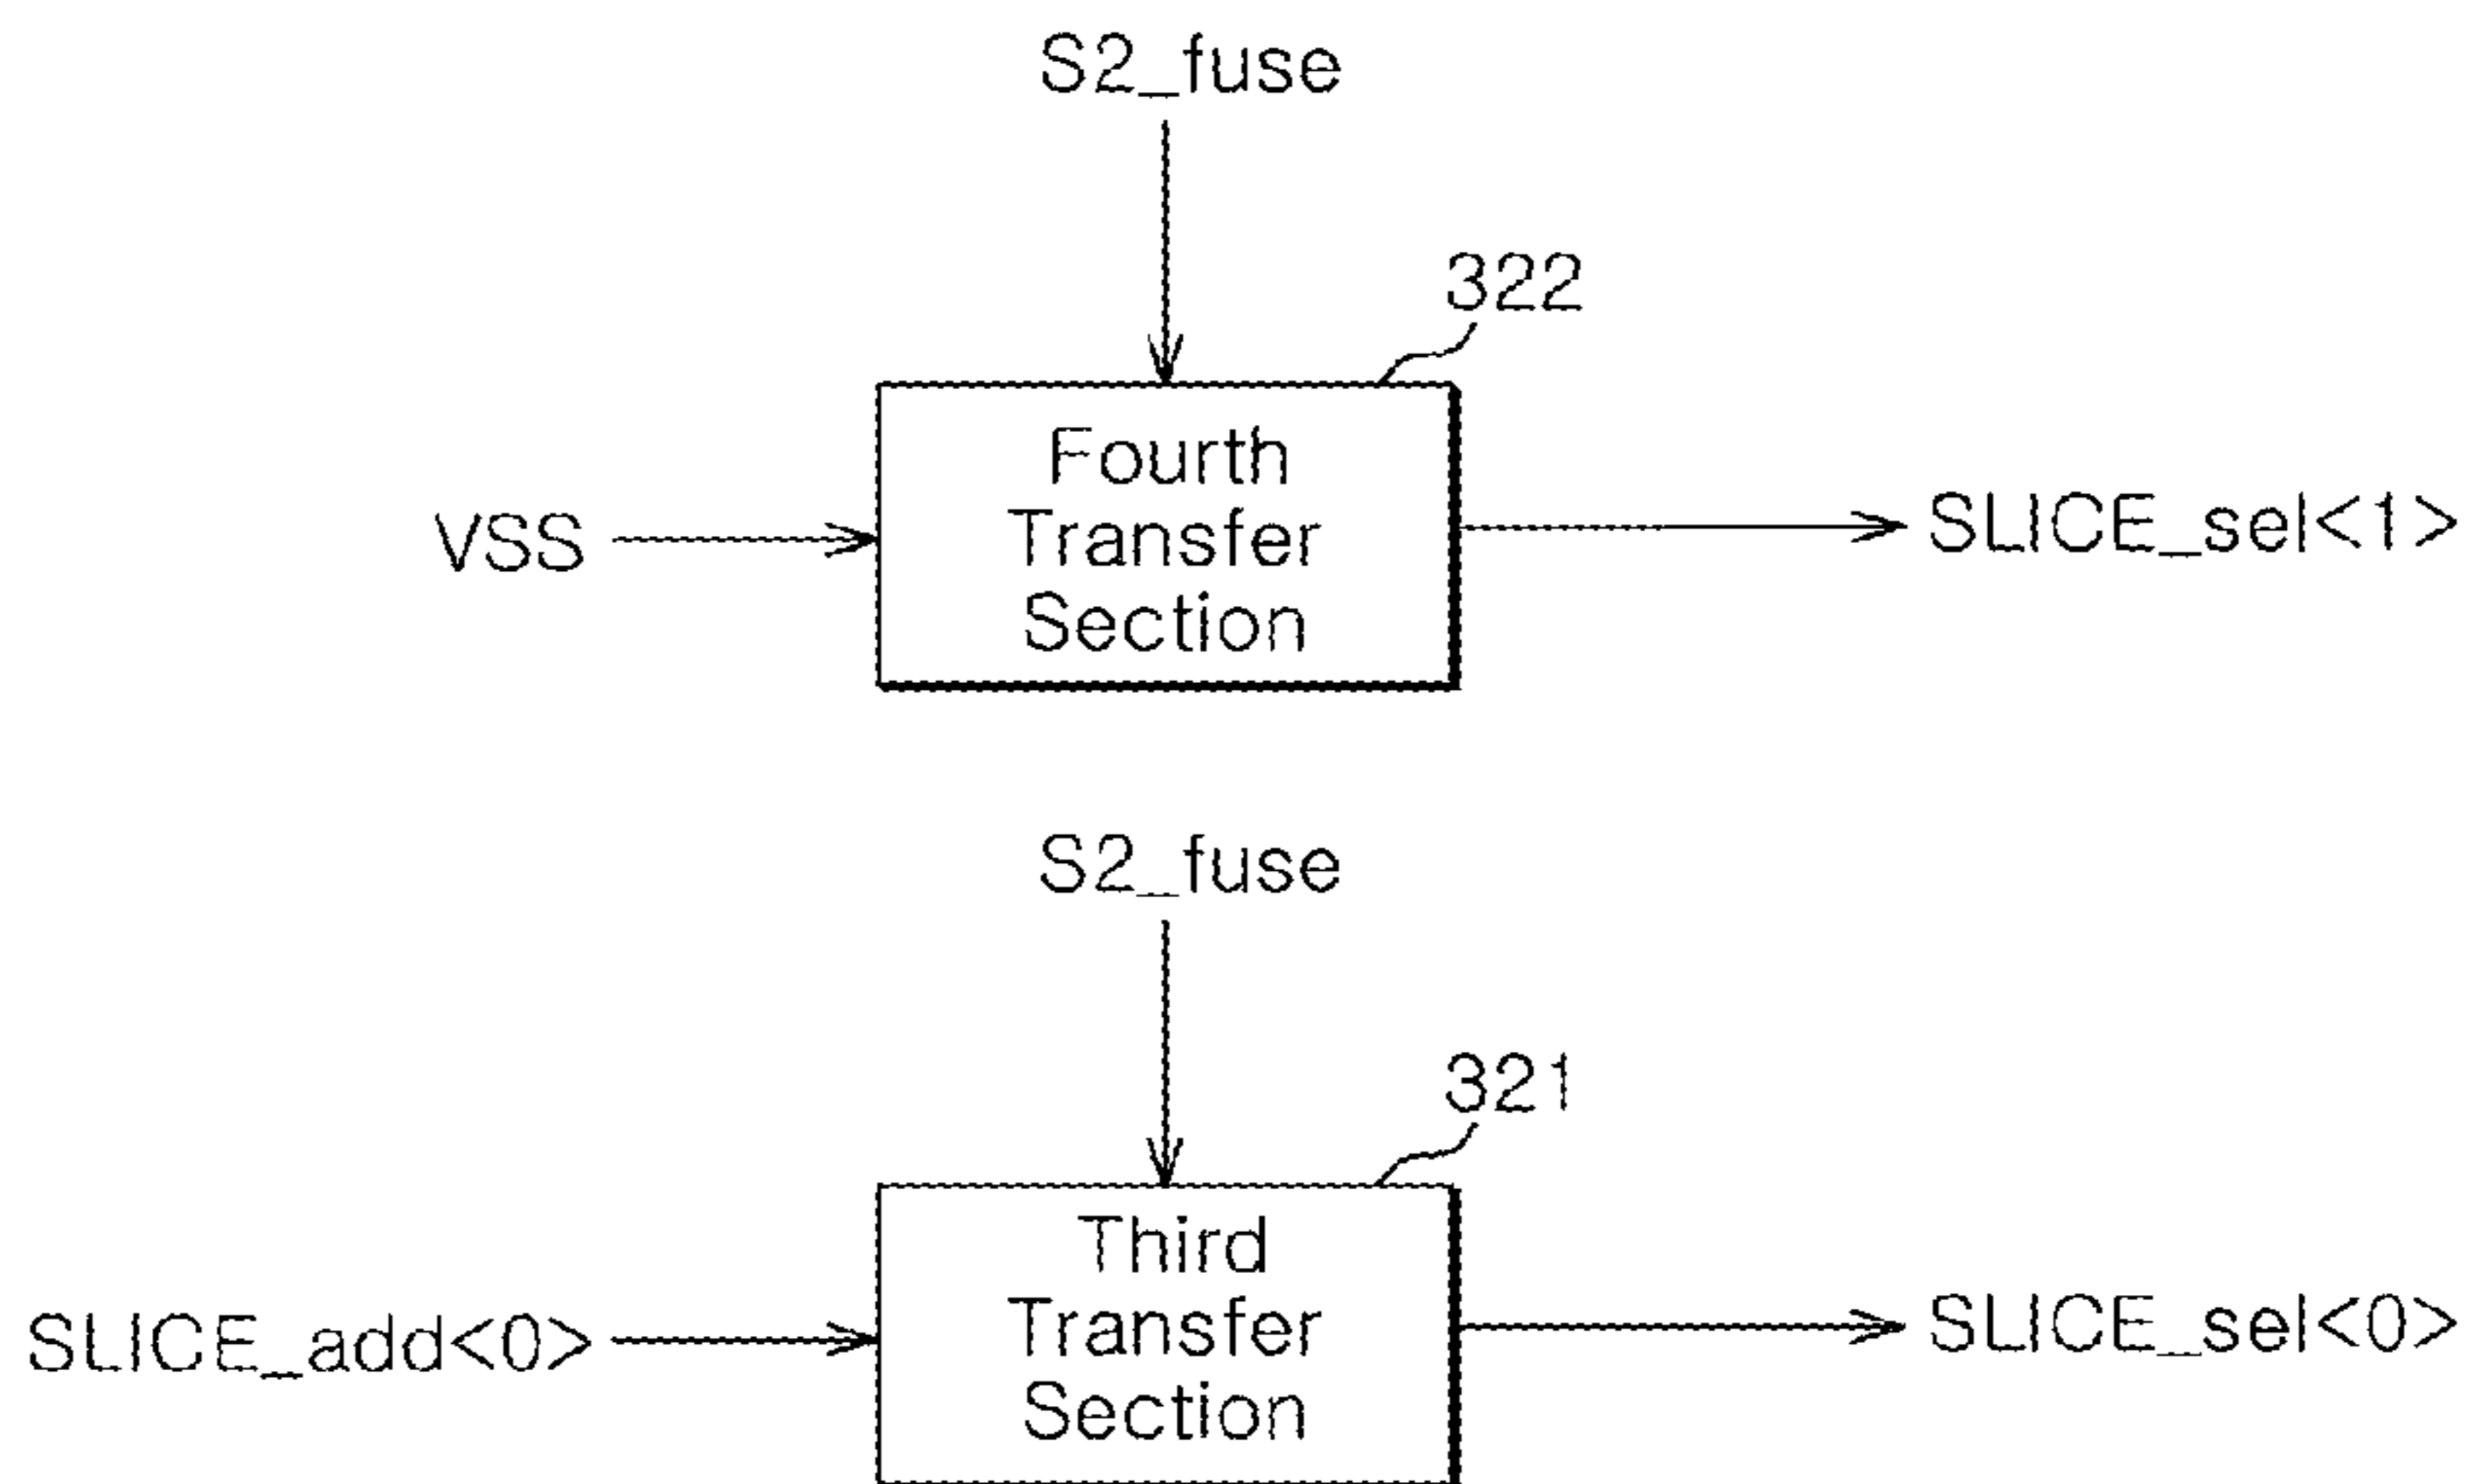 S2_fuse
322
Fourth
Transfer
Section
VSS
SLICE_sel<1>
S2_fuse
321
Third
Transfer
Section
SLICE_add<0>
SLICE_sel<0>